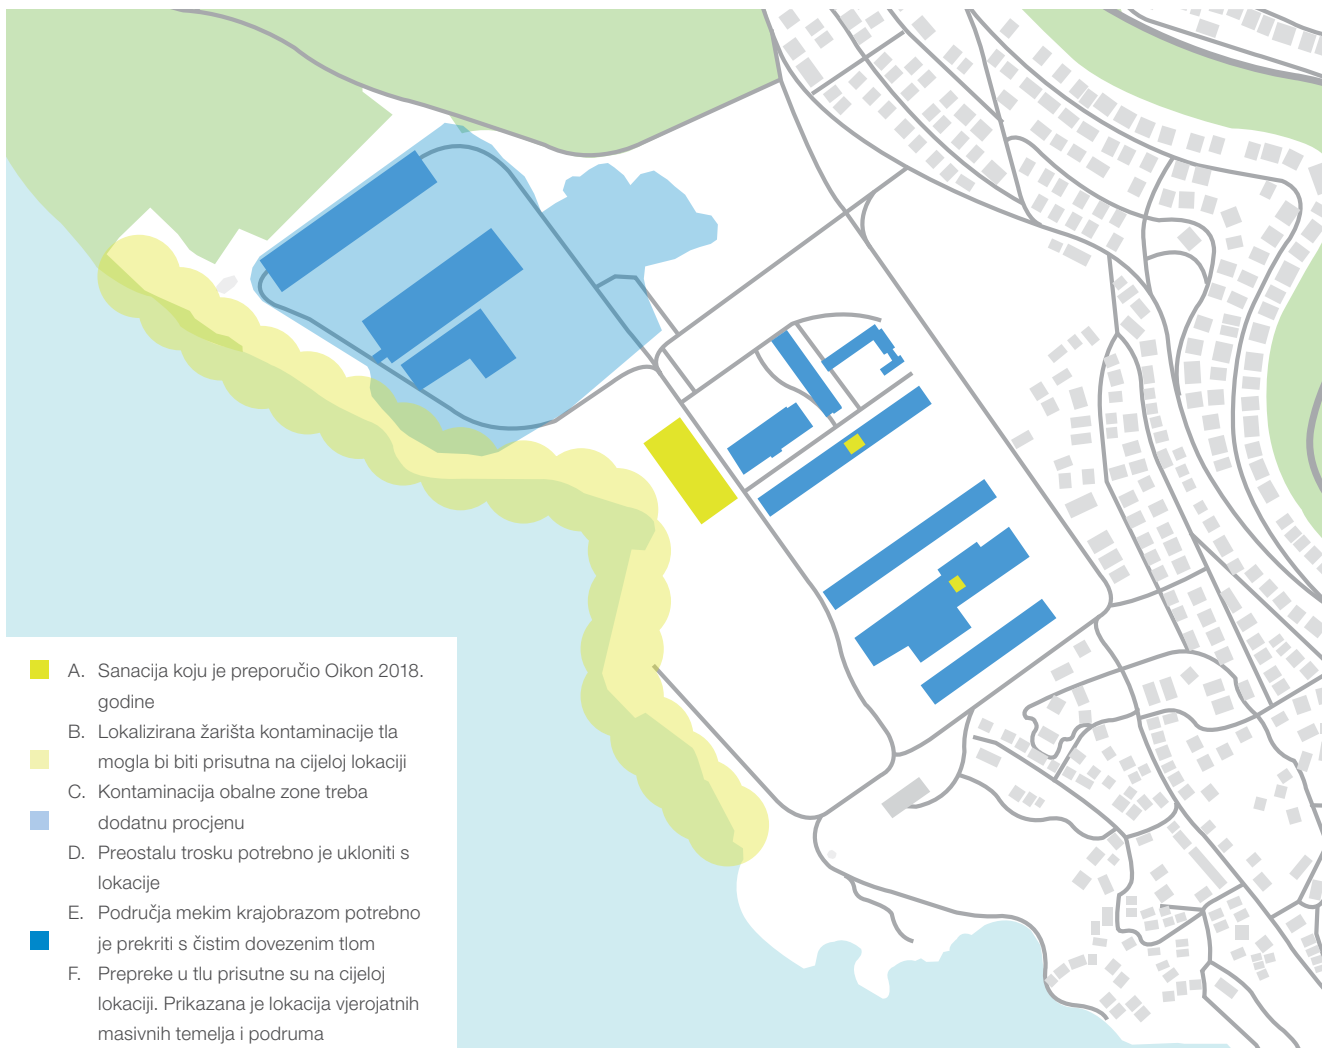 A. Sanacija koju je preporučio Oikon 2018.
godine
B. Lokalizirana žarišta kontaminacije tla
mogla bi biti prisutna na cijeloj lokaciji
C. Kontaminacija obalne zone treba
dodatnu procjenu
D. Preostalu trosku potrebno je ukloniti s
lokacije
E. Područja mekim krajobrazom potrebno
je prekriti s čistim dovezenim tlom
F. Prepreke u tlu prisutne su na cijeloj
lokaciji. Prikazana je lokacija vjerojatnih
masivnih temelja i podruma